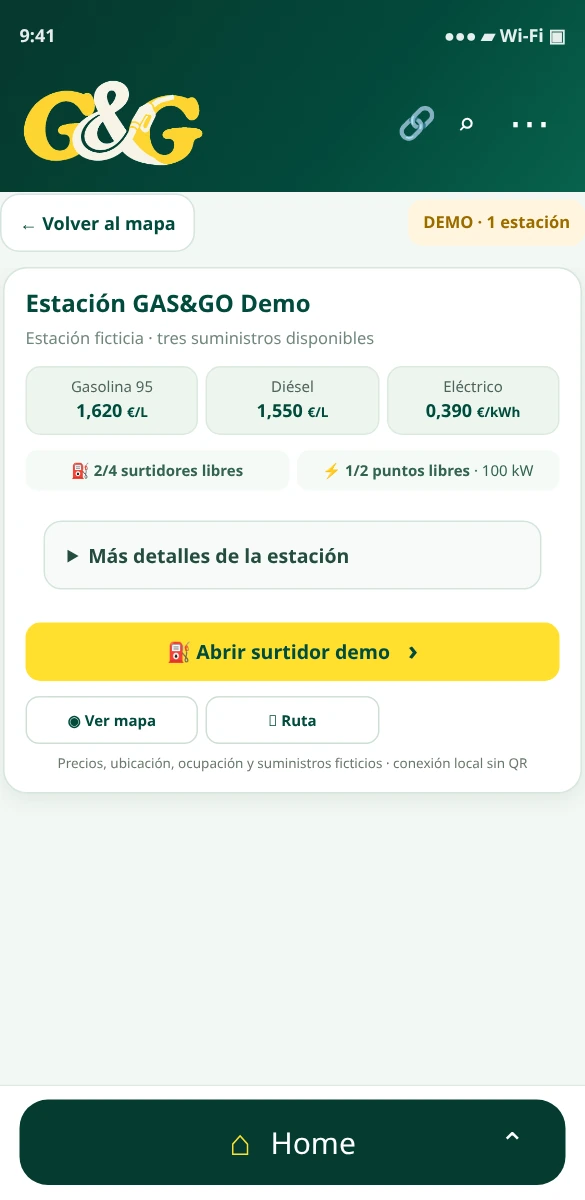 9:41
Wi-Fi
G&G
← Volver al mapa
DEMO · 1 estación
Estación GAS&GO Demo
Estación ficticia · tres suministros disponibles
Gasolina 95
1,620 €/L
Diésel
1,550 €/L
Eléctrico
0,390 €/kWh
⛽ 2/4 surtidores libres
⚡ 1/2 puntos libres · 100 kW
▶ Más detalles de la estación
⛽ Abrir surtidor demo ›
◉ Ver mapa
Ruta
Precios, ubicación, ocupación y suministros ficticios · conexión local sin QR
⌂ Home ⌃